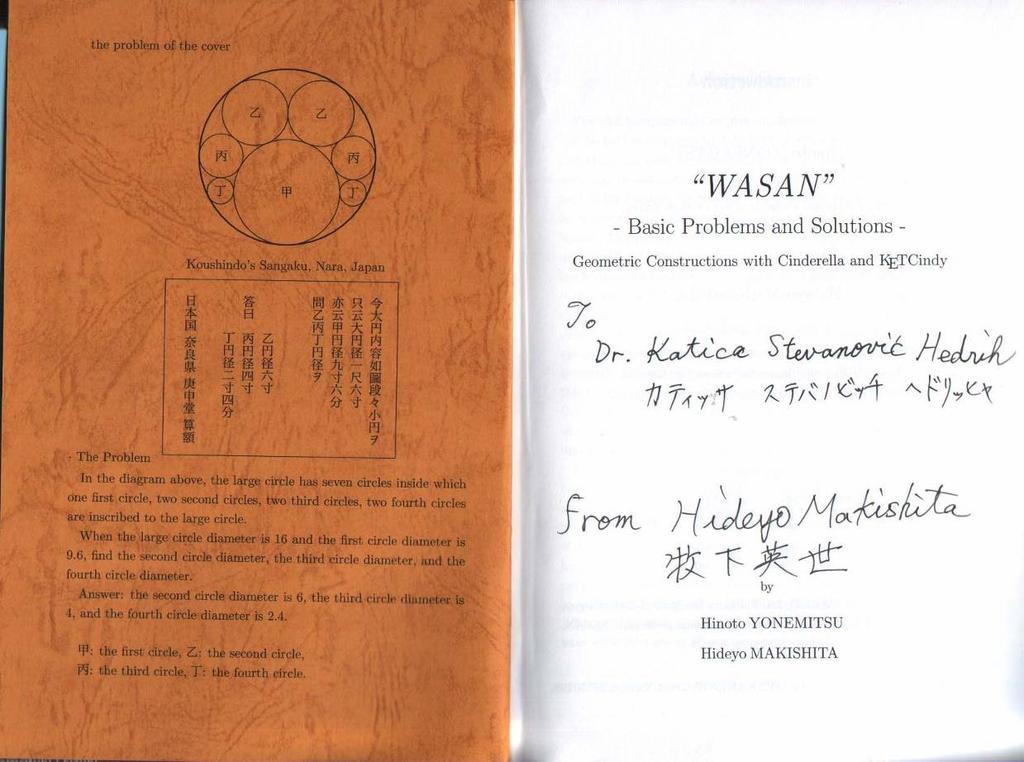 the problem of the cover
乙 乙
丙 丙
丁 甲 丁
Koushindo's Sangaku, Nara, Japan
今大円内容如圖段々小円ヲ
只云大円径一尺六寸
亦云甲円径九寸六分
問乙丙丁円径ヲ
答曰 乙円径六寸
丙円径四寸
丁円径二寸四分
日本国 奈良県 庚申堂 算額
· The Problem
In the diagram above, the large circle has seven circles inside which
one first circle, two second circles, two third circles, two fourth circles
are inscribed to the large circle.
When the large circle diameter is 16 and the first circle diameter is
9.6, find the second circle diameter, the third circle diameter, and the
fourth circle diameter.
Answer: the second circle diameter is 6, the third circle diameter is
4, and the fourth circle diameter is 2.4.
甲: the first circle, 乙: the second circle,
丙: the third circle, 丁: the fourth circle.
“WASAN”
- Basic Problems and Solutions -
Geometric Constructions with Cinderella and KETCindy
To
Dr. Katica Stevanović Hedrih
カティッサ ステバノビッチ ヘドリッヒャ
from Hideyo Makishita
牧下英世
by
Hinoto YONEMITSU
Hideyo MAKISHITA